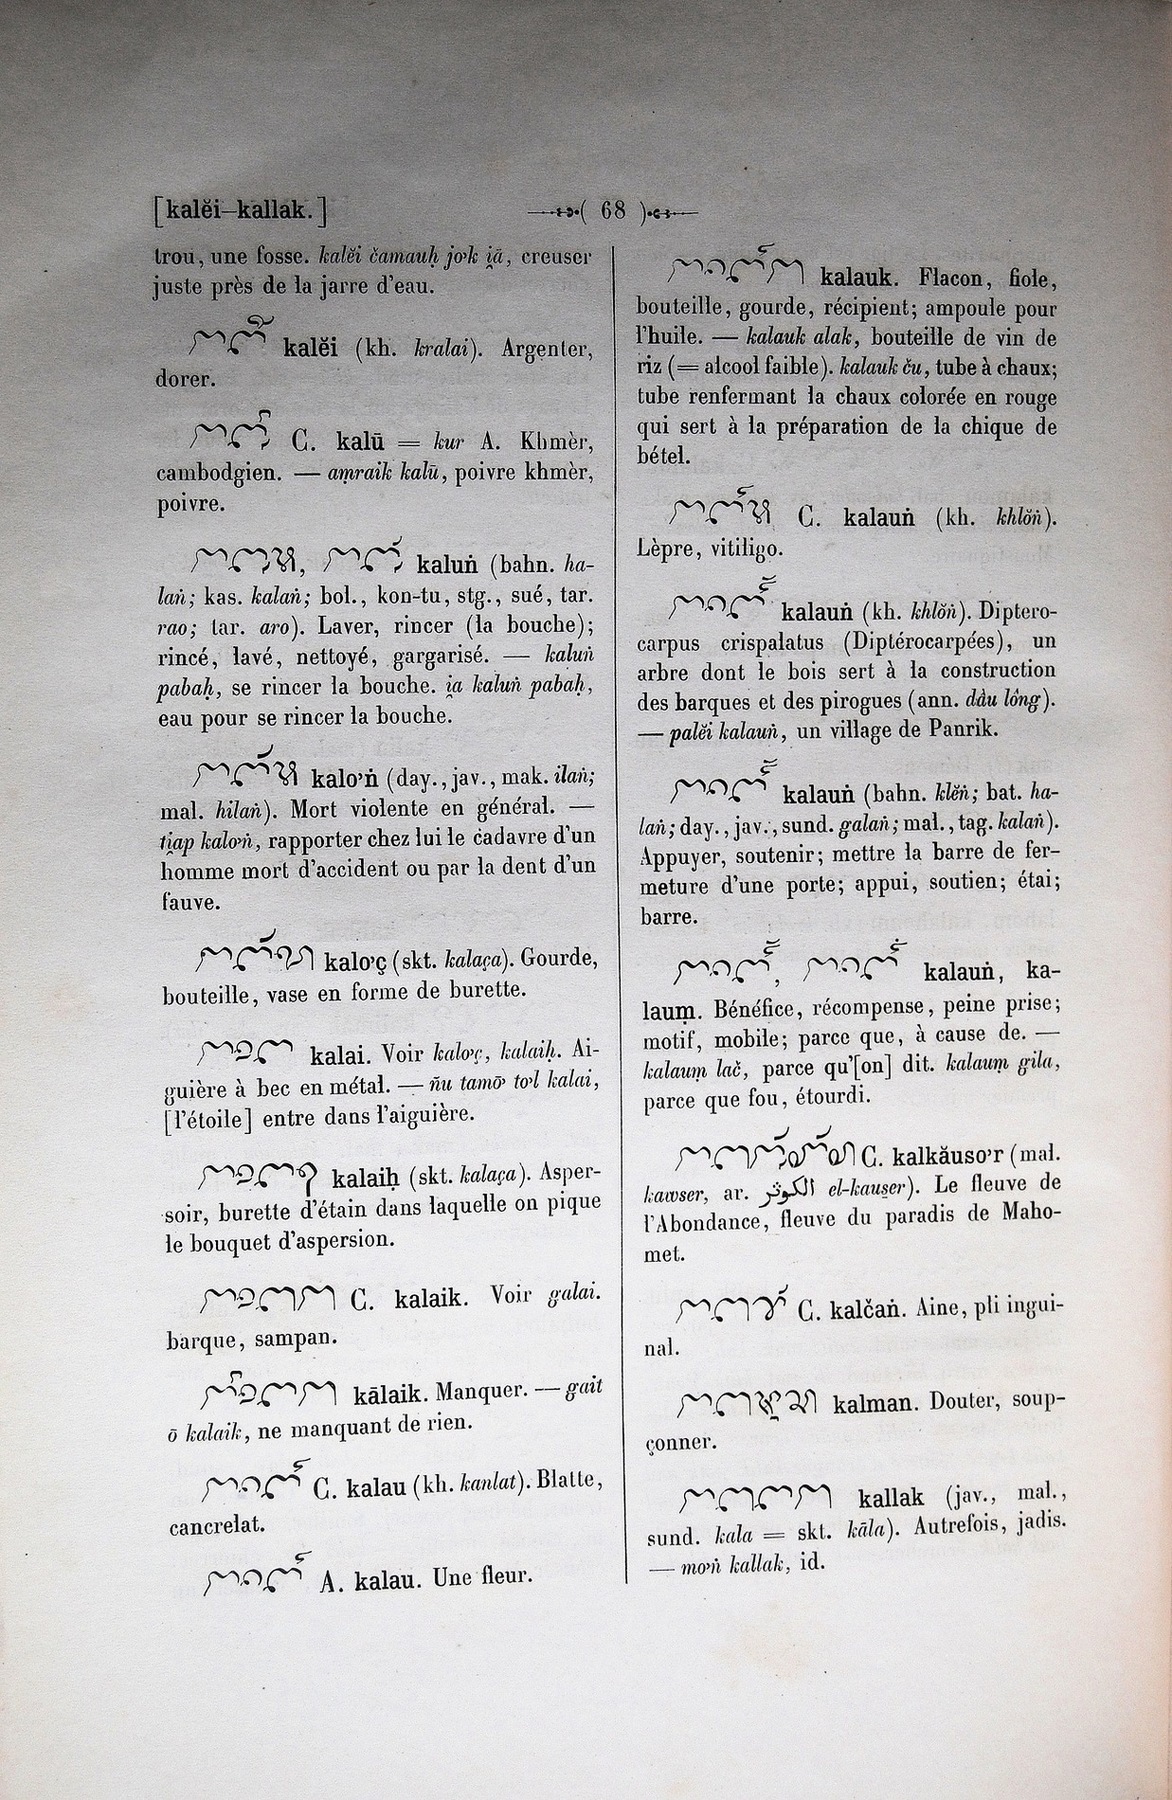 [kalĕi–kallak.]
( 68 )
trou, une fosse. kalĕi čamauḥ jo'k i̯ā, creuser
juste près de la jarre d'eau.
kalĕi (kh. kralai). Argenter,
dorer.
C. kalū = kur A. Khmèr,
cambodgien. — aṃraik kalū, poivre khmèr,
poivre.
kaluṅ (bahn. ha-
laṅ; kas. kalaṅ; bol., kon-tu, stg., sué, tar.
rao; tar. aro). Laver, rincer (la bouche);
rincé, lavé, nettoyé, gargarisé. — kaluṅ
pabaḥ, se rincer la bouche. i̯a kaluṅ pabaḥ,
eau pour se rincer la bouche.
kalo'ṅ (day., jav., mak. ilaṅ;
mal. hilaṅ). Mort violente en général. —
ti̯ap kalo'ṅ, rapporter chez lui le cadavre d'un
homme mort d'accident ou par la dent d'un
fauve.
kalo'ç (skt. kalaça). Gourde,
bouteille, vase en forme de burette.
kalai. Voir kalo'ç, kalaiḥ. Ai-
guière à bec en métal. — ñu tamō' to'l kalai,
[l'étoile] entre dans l'aiguière.
kalaiḥ (skt. kalaça). Asper-
soir, burette d'étain dans laquelle on pique
le bouquet d'aspersion.
C. kalaik. Voir galai.
barque, sampan.
kālaik. Manquer. — gait
ō kalaik, ne manquant de rien.
C. kalau (kh. kanlat). Blatte,
cancrelat.
A. kalau. Une fleur.
kalauk. Flacon, fiole,
bouteille, gourde, récipient; ampoule pour
l'huile. — kalauk alak, bouteille de vin de
riz (= alcool faible). kalauk ču, tube à chaux;
tube renfermant la chaux colorée en rouge
qui sert à la préparation de la chique de
bétel.
C. kalauṅ (kh. khlŏṅ).
Lèpre, vitiligo.
kalauṅ (kh. khlŏṅ). Diptero-
carpus crispalatus (Diptérocarpées), un
arbre dont le bois sert à la construction
des barques et des pirogues (ann. dâu lông).
— palĕi kalauṅ, un village de Panrik.
kalauṅ (bahn. klĕṅ; bat. ha-
laṅ; day., jav., sund. galaṅ; mal., tag. kalaṅ).
Appuyer, soutenir; mettre la barre de fer-
meture d'une porte; appui, soutien; étai;
barre.
kalauṅ, ka-
lauṃ. Bénéfice, récompense, peine prise;
motif, mobile; parce que, à cause de. —
kalauṃ lač, parce qu'[on] dit. kalauṃ gila,
parce que fou, étourdi.
C. kalkăuso'r (mal.
kawser, ar. الكوثر el-kauṣer). Le fleuve de
l'Abondance, fleuve du paradis de Maho-
met.
C. kalčaṅ. Aine, pli ingui-
nal.
kalman. Douter, soup-
çonner.
kallak (jav., mal.,
sund. kala = skt. kāla). Autrefois, jadis.
— mo'ṅ kallak, id.